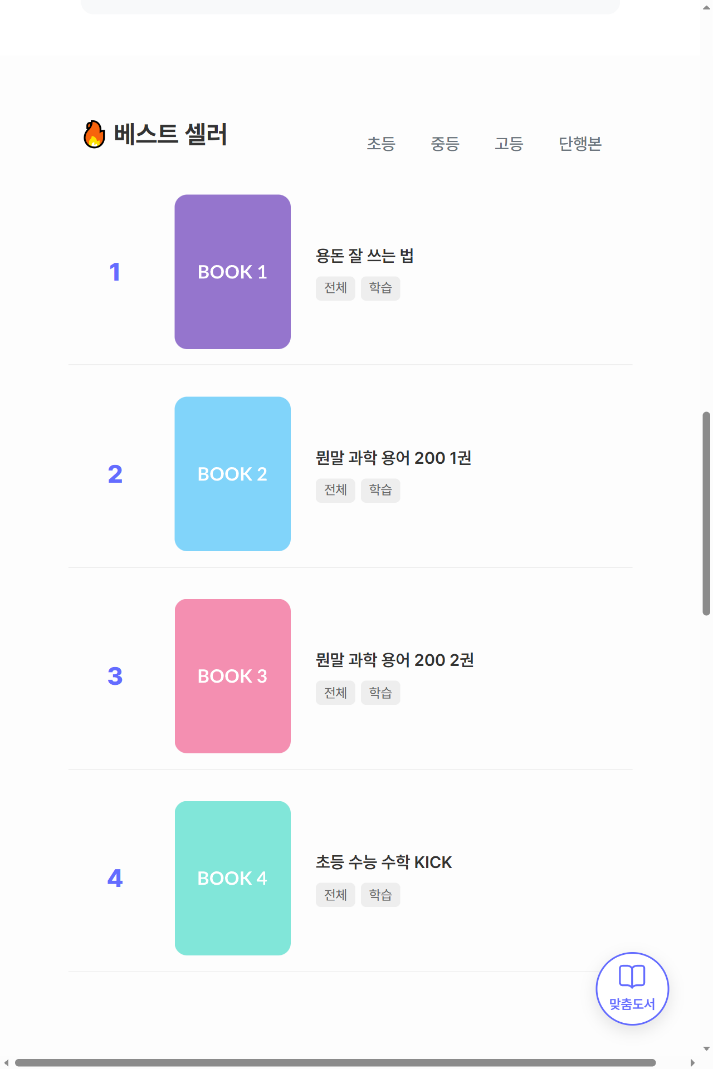 베스트 셀러
초등 중등 고등 단행본
1
BOOK 1
용돈 잘 쓰는 법
전체 학습
2
BOOK 2
뭔말 과학 용어 200 1권
전체 학습
3
BOOK 3
뭔말 과학 용어 200 2권
전체 학습
4
BOOK 4
초등 수능 수학 KICK
전체 학습
맞춤도서